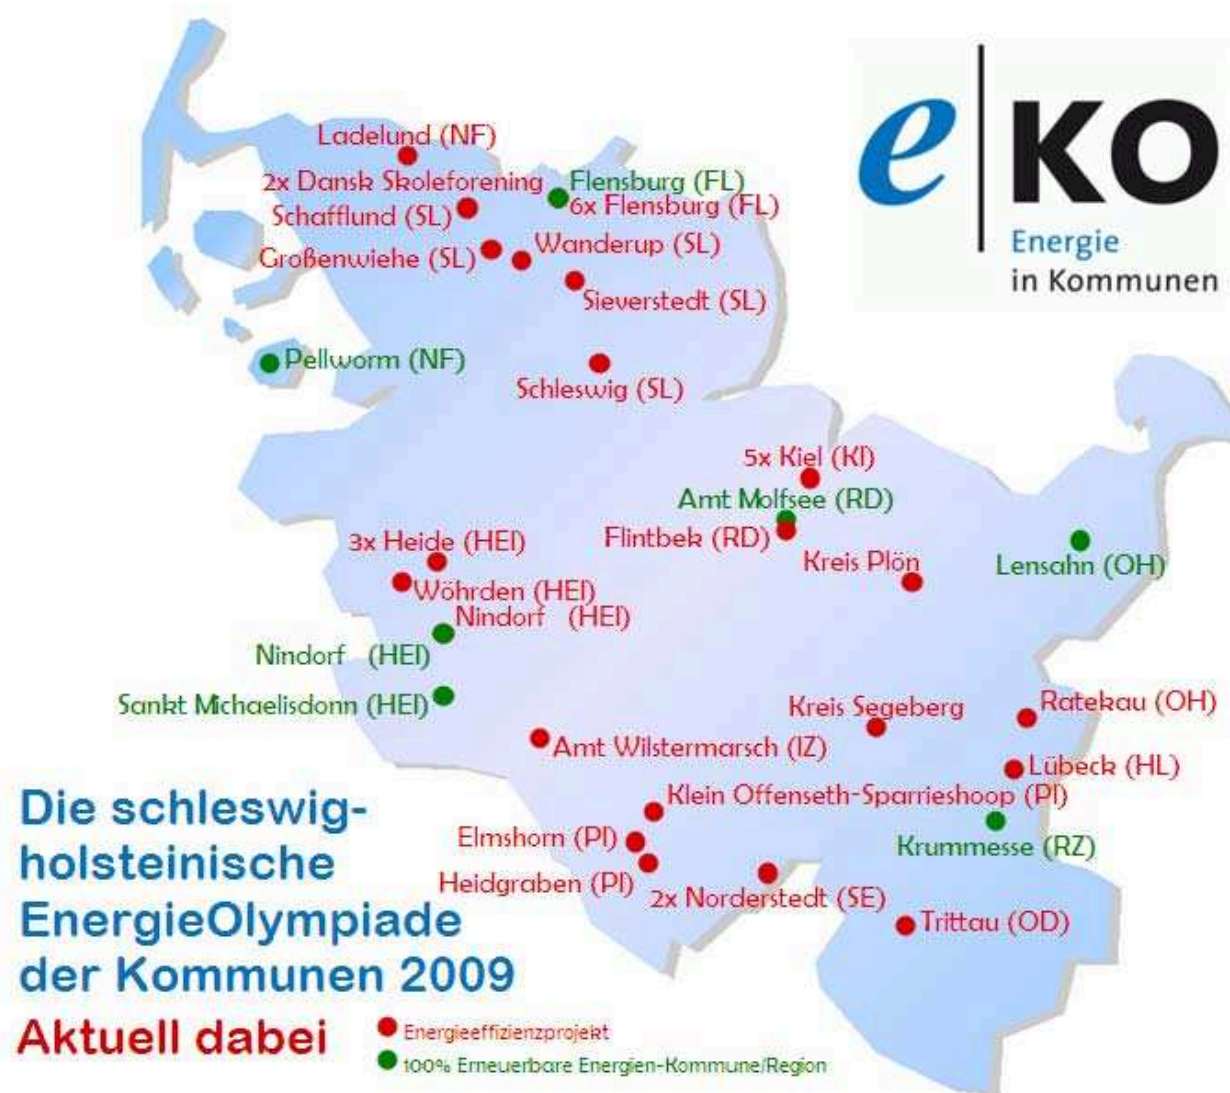 eKO
Energie
in Kommunen
Ladelund (NF)
2x Dansk Skoleforening
Flensburg (FL)
6x Flensburg (FL)
Schafflund (SL)
Wanderup (SL)
Großenwiehe (SL)
Sieverstedt (SL)
Pellworm (NF)
Schleswig (SL)
5x Kiel (KI)
Amt Molfsee (RD)
Flintbek (RD)
3x Heide (HEI)
Kreis Plön
Lensahn (OH)
Wöhrden (HEI)
Nindorf (HEI)
Nindorf (HEI)
Sankt Michaelisdonn (HEI)
Kreis Segeberg
Ratekau (OH)
Amt Wilstermarsch (IZ)
Lübeck (HL)
Klein Offenseth-Sparrieshoop (PI)
Elmshorn (PI)
Krummesse (RZ)
Heidgraben (PI)
2x Norderstedt (SE)
Trittau (OD)
Die schleswig-
holsteinische
EnergieOlympiade
der Kommunen 2009
Aktuell dabei
Energieeffizienzprojekt
100% Erneuerbare Energien-Kommune/Region